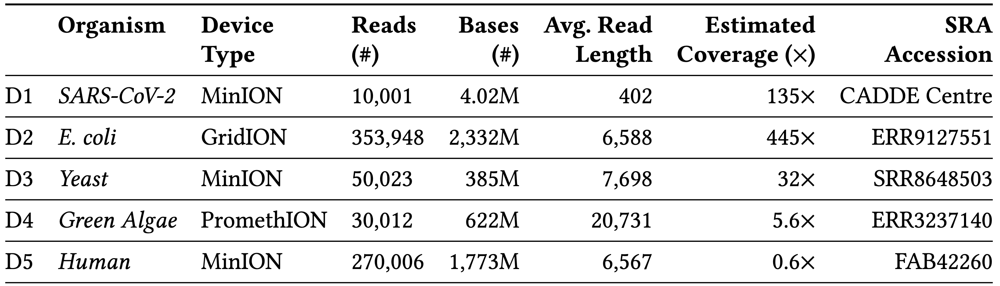 Organism Device Type Reads (#) Bases (#) Avg. Read Length Estimated Coverage (×) SRA Accession
D1 SARS-CoV-2 MinION 10,001 4.02M 402 135× CADDE Centre
D2 E. coli GridION 353,948 2,332M 6,588 445× ERR9127551
D3 Yeast MinION 50,023 385M 7,698 32× SRR8648503
D4 Green Algae PromethION 30,012 622M 20,731 5.6× ERR3237140
D5 Human MinION 270,006 1,773M 6,567 0.6× FAB42260